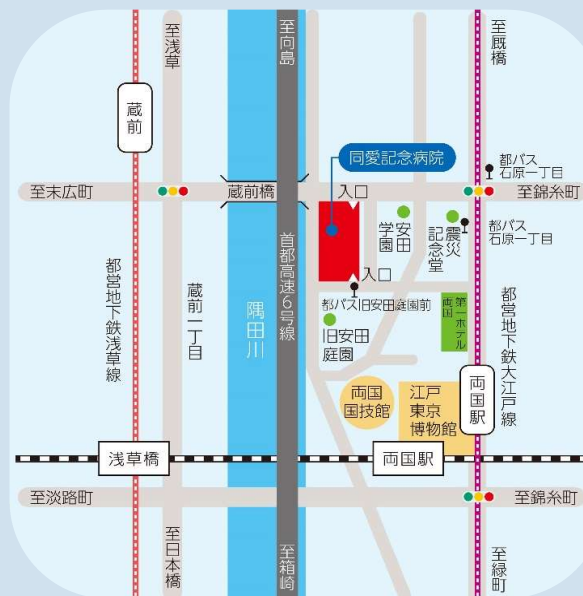 至浅草
至向島
至厩橋
蔵前
同愛記念病院
都バス
石原一丁目
至末広町
蔵前橋
入口
至錦糸町
安田
学園
震災
記念堂
都バス
石原一丁目
入口
都バス旧安田庭園前
都営地下鉄浅草線
蔵前一丁目
隅田川
首都高速6号線
旧安田
庭園
第一ホテル
両国
都営地下鉄大江戸線
両国
国技館
江戸
東京
博物館
両国駅
浅草橋
両国駅
至淡路町
至錦糸町
至日本橋
至箱崎
至緑町